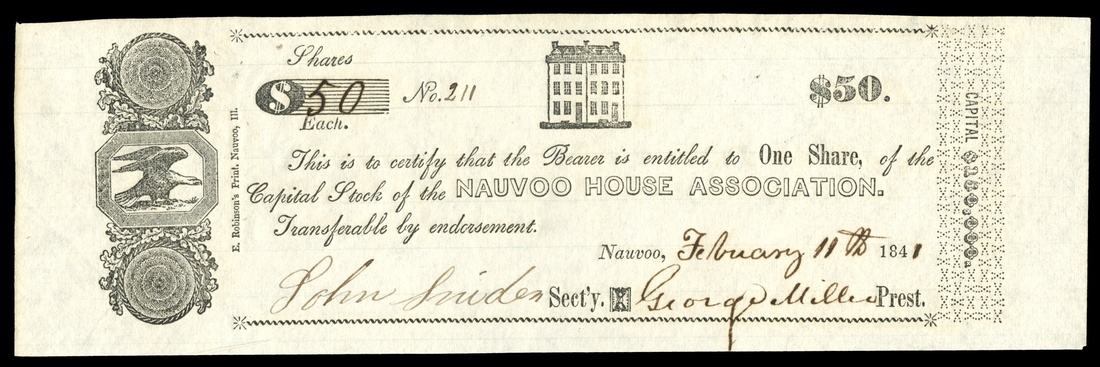 Shares
$50
Each.
No. 211
$50.
This is to certify that the Bearer is entitled to One Share, of the
Capital Stock of the NAUVOO HOUSE ASSOCIATION.
Transferable by endorsement.
Nauvoo, February 11th 1841
John Snider Sect'y. George Miller Prest.
E. Robinson's Print. Nauvoo, Ill.
CAPITAL $150,000.